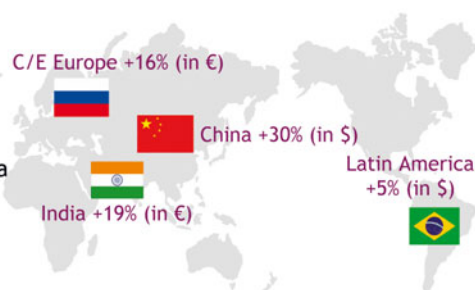 C/E Europe +16% (in €)
China +30% (in $)
Latin America
+5% (in $)
a
India +19% (in €)